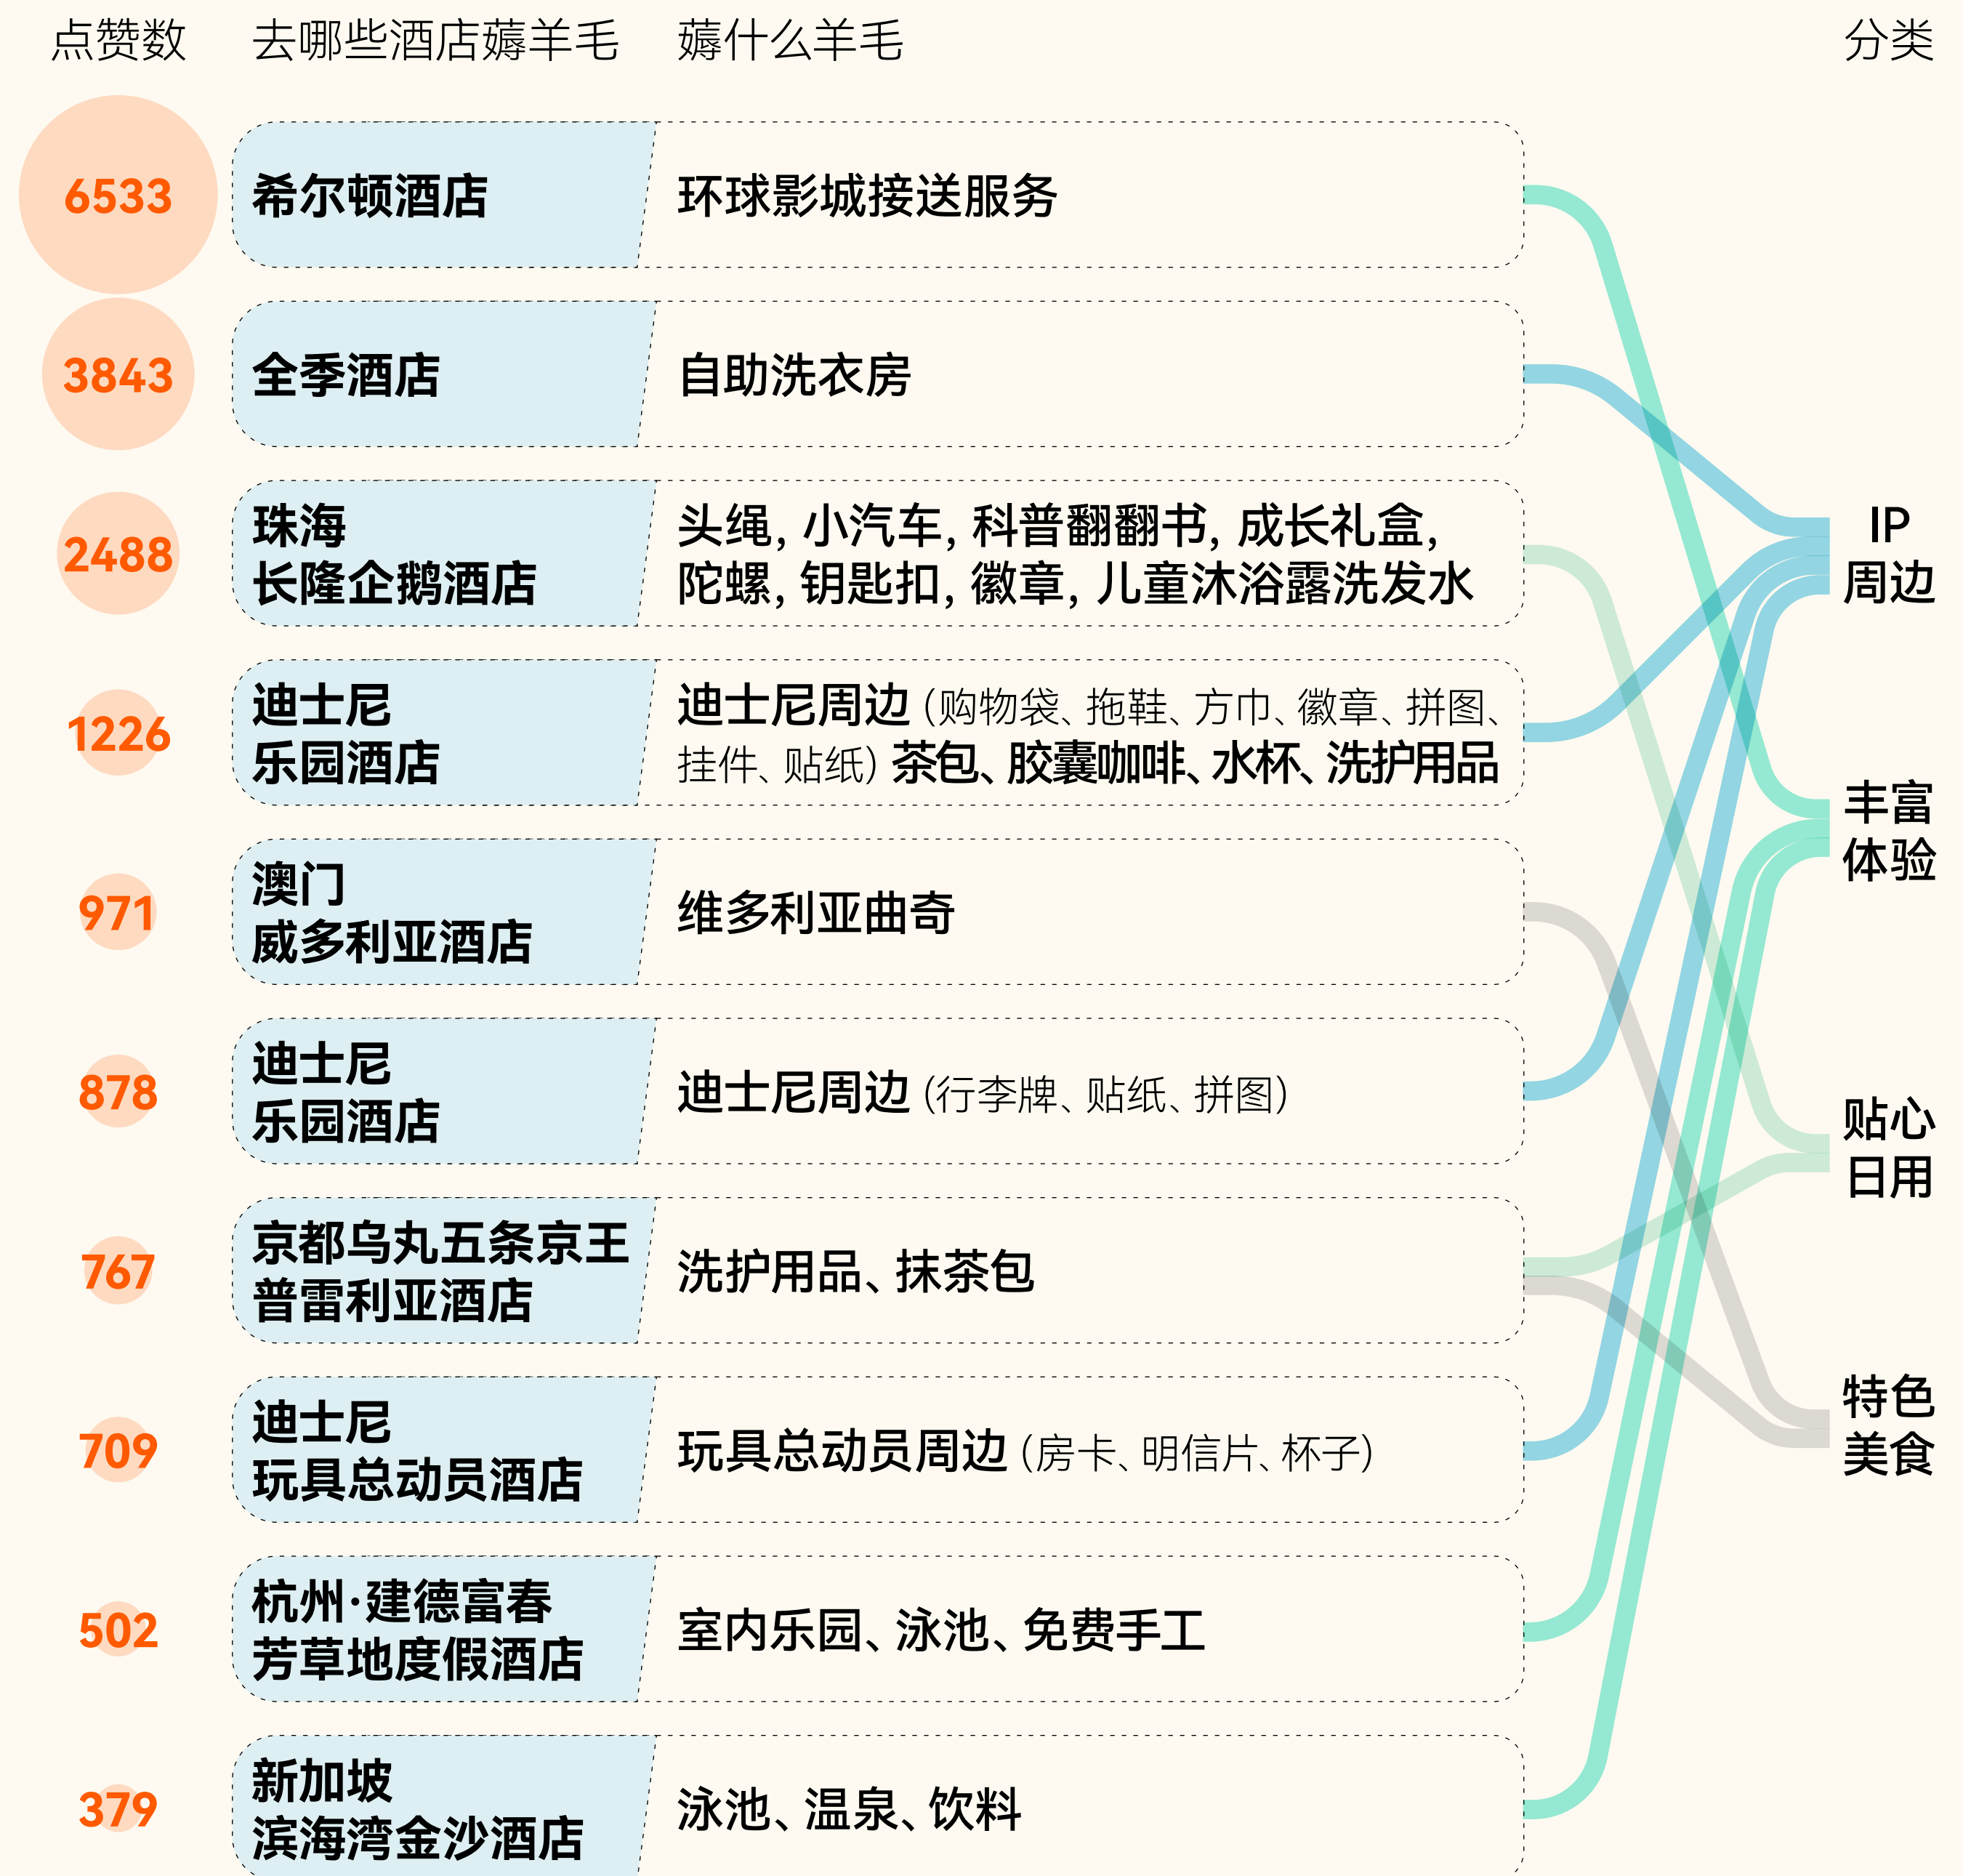 点赞数 去哪些酒店薅羊毛 薅什么羊毛 分类
6533 希尔顿酒店 环球影城接送服务
3843 全季酒店 自助洗衣房
2488
珠海
长隆企鹅酒店
头绳，小汽车，科普翻翻书，成长礼盒，
陀螺，钥匙扣，徽章，儿童沐浴露洗发水
1226
迪士尼
乐园酒店
迪士尼周边（购物袋、拖鞋、方巾、徽章、拼图、
挂件、贴纸）茶包、胶囊咖啡、水杯、洗护用品
971
澳门
威多利亚酒店
维多利亚曲奇
878
迪士尼
乐园酒店
迪士尼周边（行李牌、贴纸、拼图）
767
京都乌丸五条京王
普雷利亚酒店
洗护用品、抹茶包
709
迪士尼
玩具总动员酒店
玩具总动员周边（房卡、明信片、杯子）
502
杭州·建德富春
芳草地度假酒店
室内乐园、泳池、免费手工
379
新加坡
滨海湾金沙酒店
泳池、温泉、饮料
IP
周边
丰富
体验
贴心
日用
特色
美食